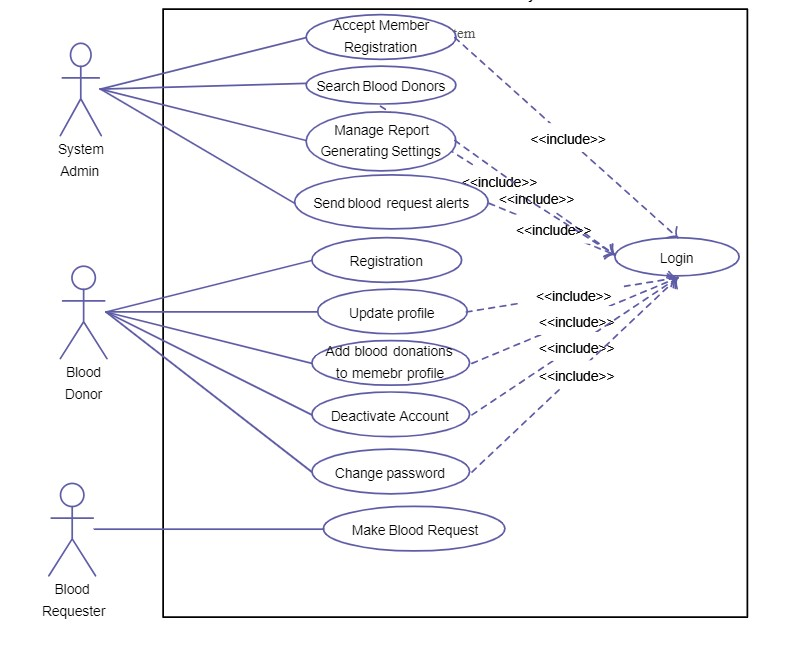 Accept Member
Registration
tem
Search Blood Donors
<<include>>
Manage Report
Generating Settings
System
Admin
<<include>>
<<include>>
Send blood request alerts
<<include>>
Registration
Login
<<include>>
Update profile
<<include>>
Add blood donations
to memebr profile
<<include>>
Blood
Donor
<<include>>
Deactivate Account
Change password
Make Blood Request
Blood
Requester